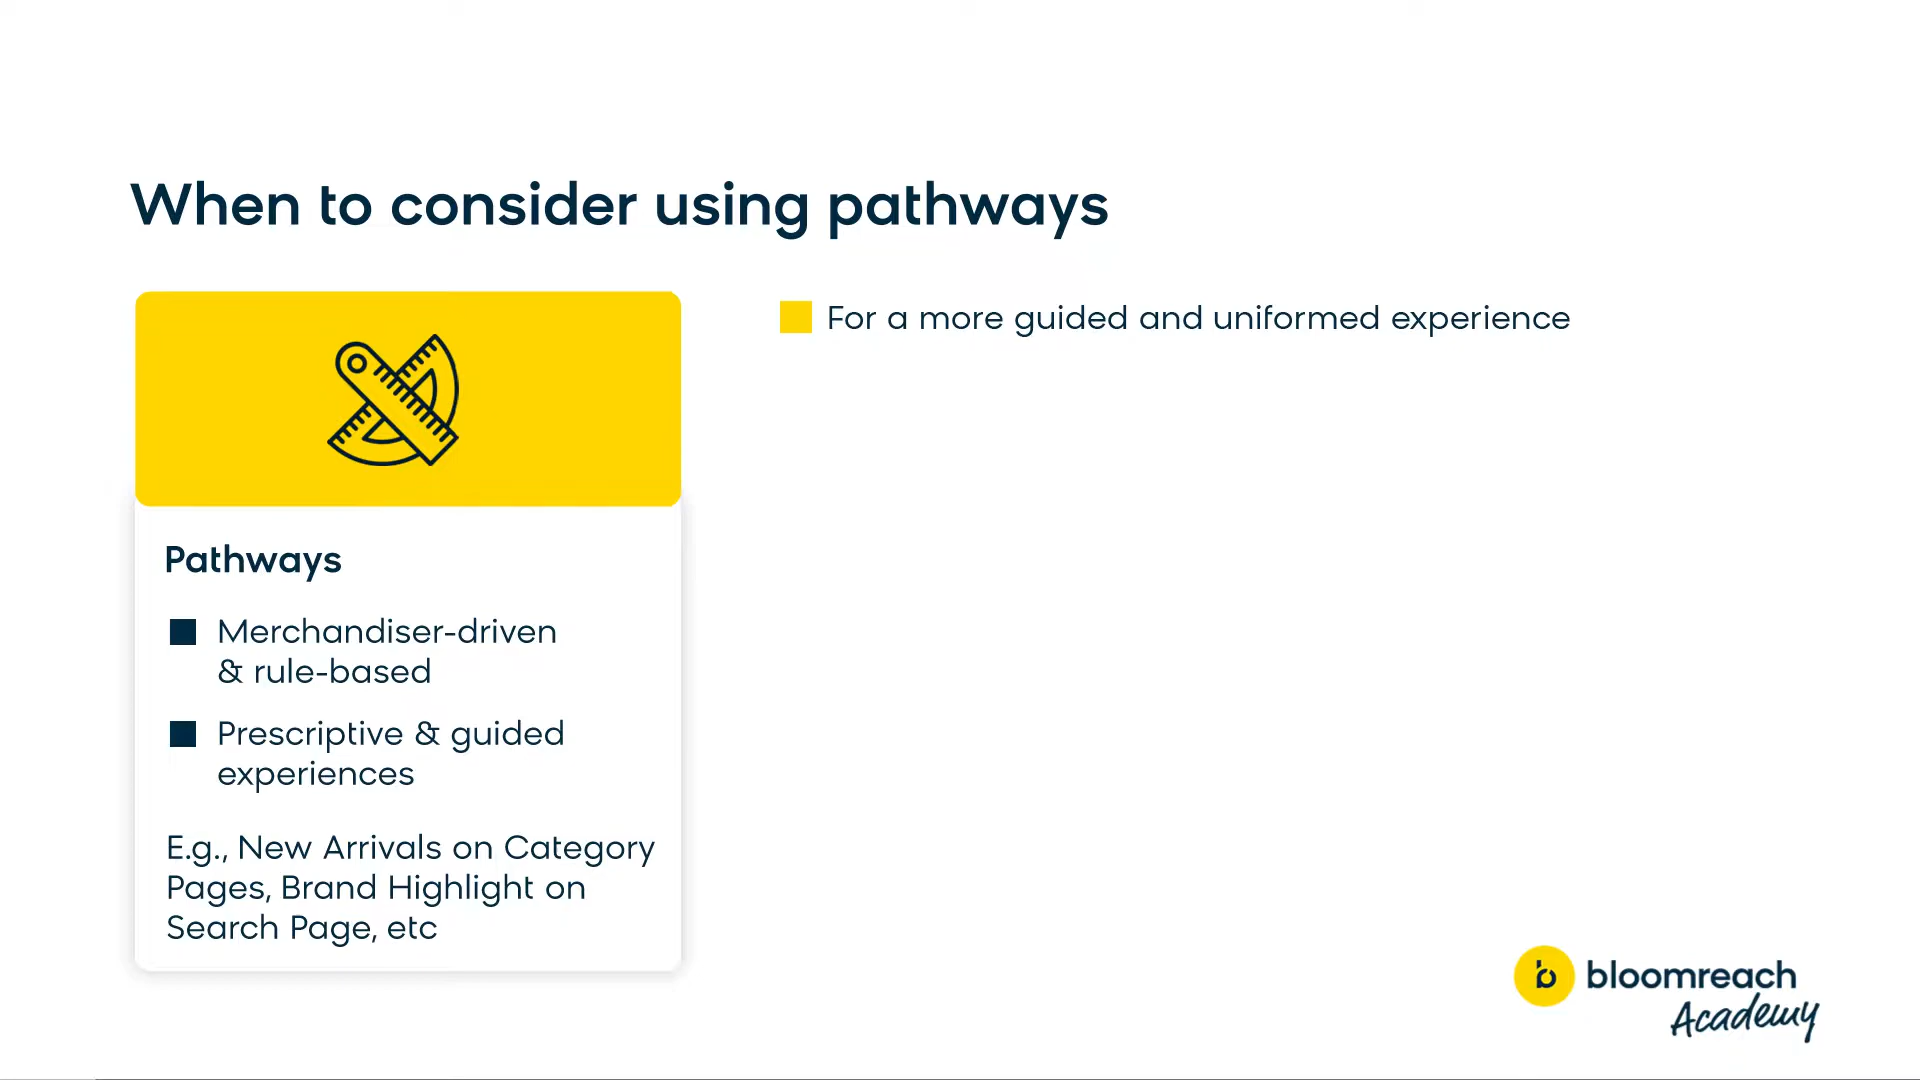 When to consider using pathways
For a more guided and uniformed experience
Pathways
Merchandiser-driven
& rule-based
Prescriptive & guided
experiences
E.g., New Arrivals on Category
Pages, Brand Highlight on
Search Page, etc
b bloomreach
Academy